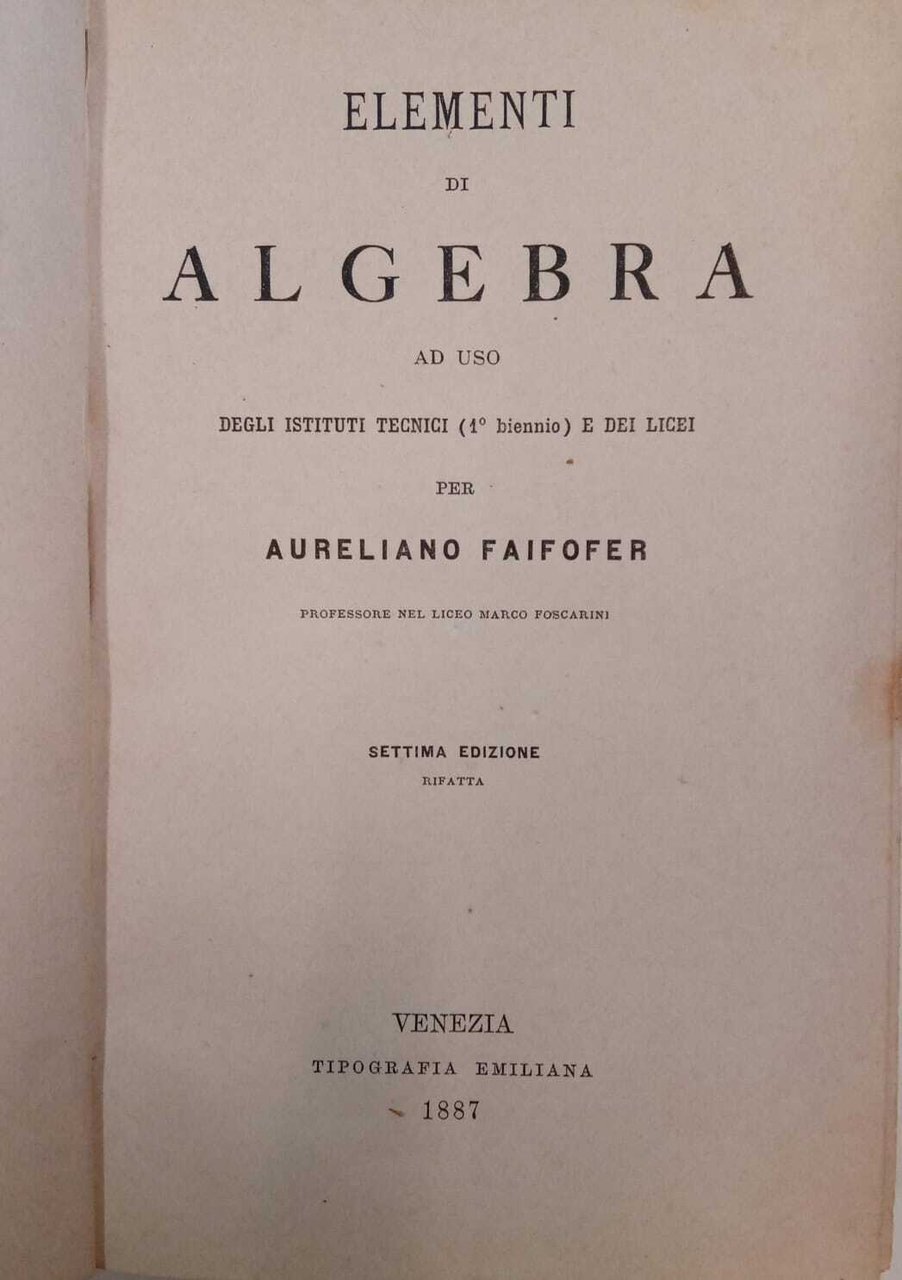 ELEMENTI
DI
ALGEBRA
AD USO
DEGLI ISTITUTI TECNICI (1° biennio) E DEI LICEI
PER
AURELIANO FAIFOFER
PROFESSORE NEL LICEO MARCO FOSCARINI
SETTIMA EDIZIONE
RIFATTA
VENEZIA
TIPOGRAFIA EMILIANA
1887